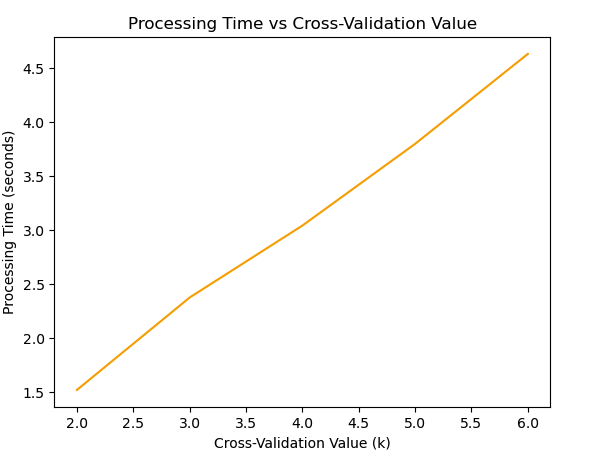 Processing Time vs Cross-Validation Value
Processing Time (seconds)
4.5
4.0
3.5
3.0
2.5
2.0
1.5
2.0 2.5 3.0 3.5 4.0 4.5 5.0 5.5 6.0
Cross-Validation Value (k)